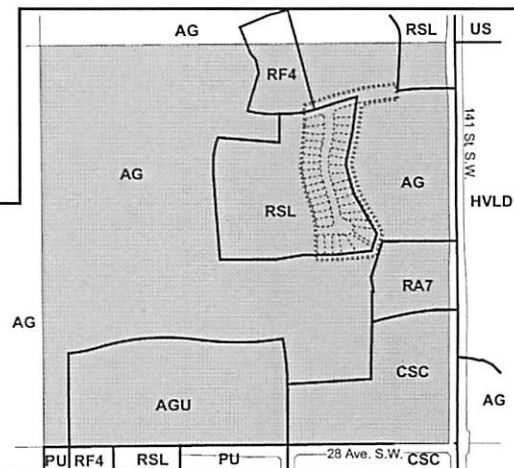 AG
RSL
US
RF4
141 St. S.W.
AG
AG
HVLD
RSL
RA7
AG
CSC
AGU
AG
PU
RF4
RSL
PU
28 Ave. S.W.
CSC